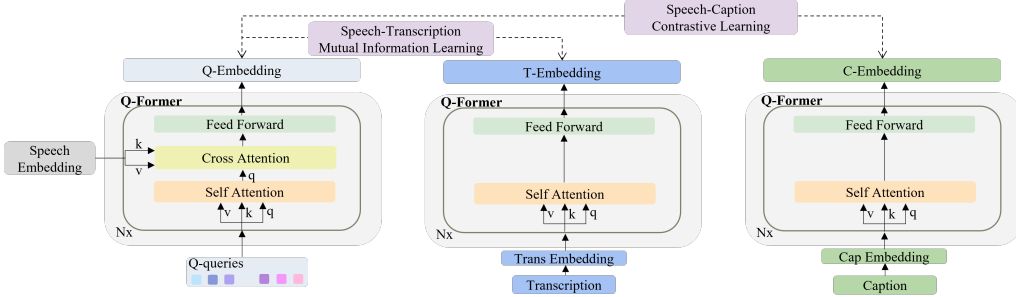 Speech-Caption
Contrastive Learning
Speech-Transcription
Mutual Information Learning
Q-Embedding
T-Embedding
C-Embedding
Q-Former
Feed Forward
Cross Attention
Self Attention
k
v
q
v
k
q
Nx
Speech
Embedding
Q-queries
Q-Former
Feed Forward
Self Attention
v
k
q
Nx
Trans Embedding
Transcription
Q-Former
Feed Forward
Self Attention
v
k
q
Nx
Cap Embedding
Caption